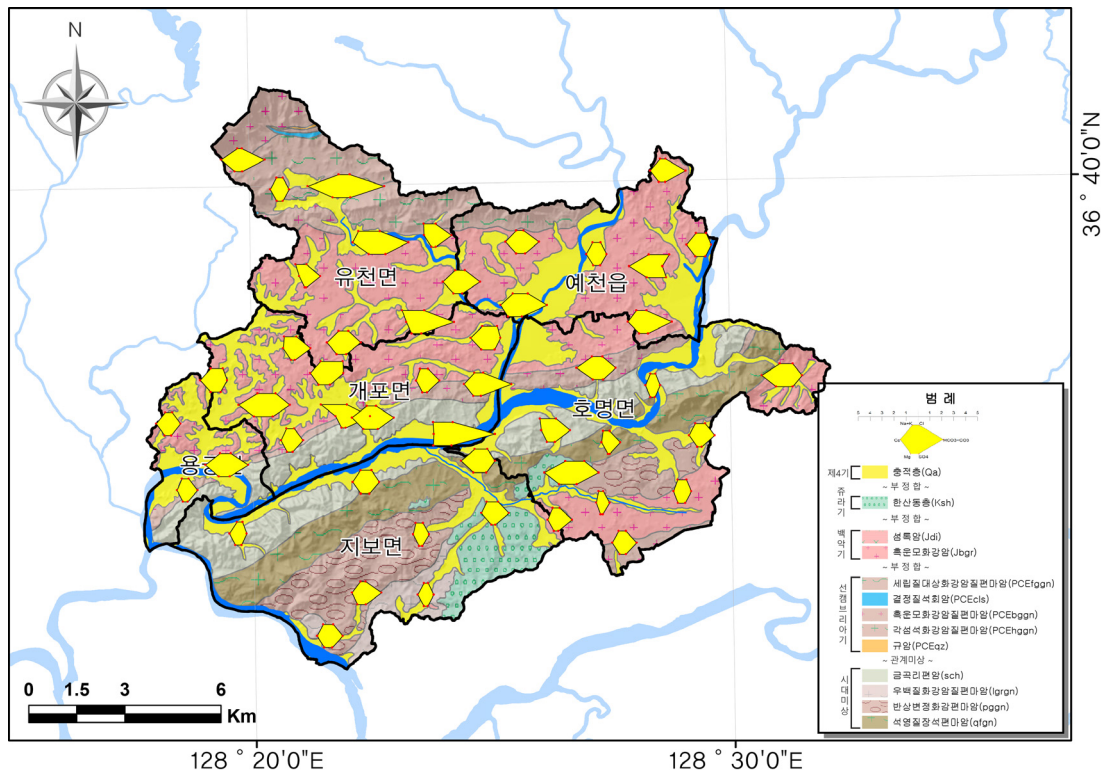 N
36 ° 40'0"N
유천면
예천읍
개포면
호명면
지보면
0 1.5 3 6
Km
128 ° 20'0"E
128 ° 30'0"E
범 례
Na+K Cl
Mg SO4
제4기
충적층(Qa)
~ 부 정 합 ~
쥬라기
한산동층(Ksh)
~ 부 정 합 ~
백악기
섬록암(Jdi)
흑운모화강암(Jbgr)
~ 부 정 합 ~
선캠브리아기
세립질대상화강암질편마암(PCEfggn)
결정질석회암(PCEcls)
흑운모화강암질편마암(PCEbggn)
각섬석화강암질편마암(PCEhggn)
규암(PCEqz)
~ 관계미상 ~
시대미상
금곡리편암(sch)
우백질화강암질편마암(lgrgn)
반상변정화강편마암(pggn)
석영질장석편마암(qfgn)